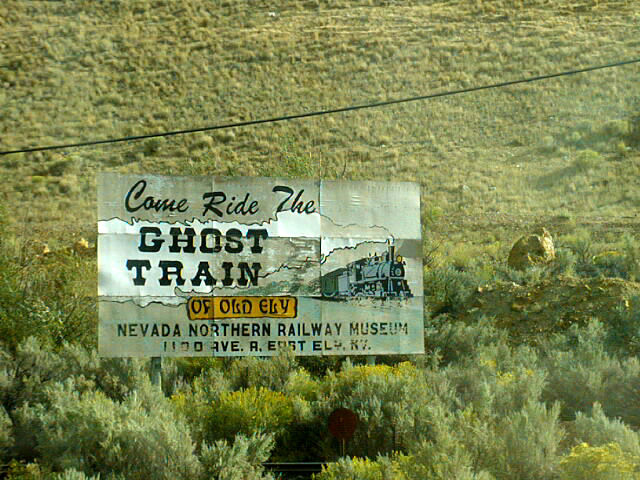 Come Ride The
GHOST
TRAIN
OF OLD ELY
NEVADA NORTHERN RAILWAY MUSEUM
1100 AVE. A. EAST ELY. NV.